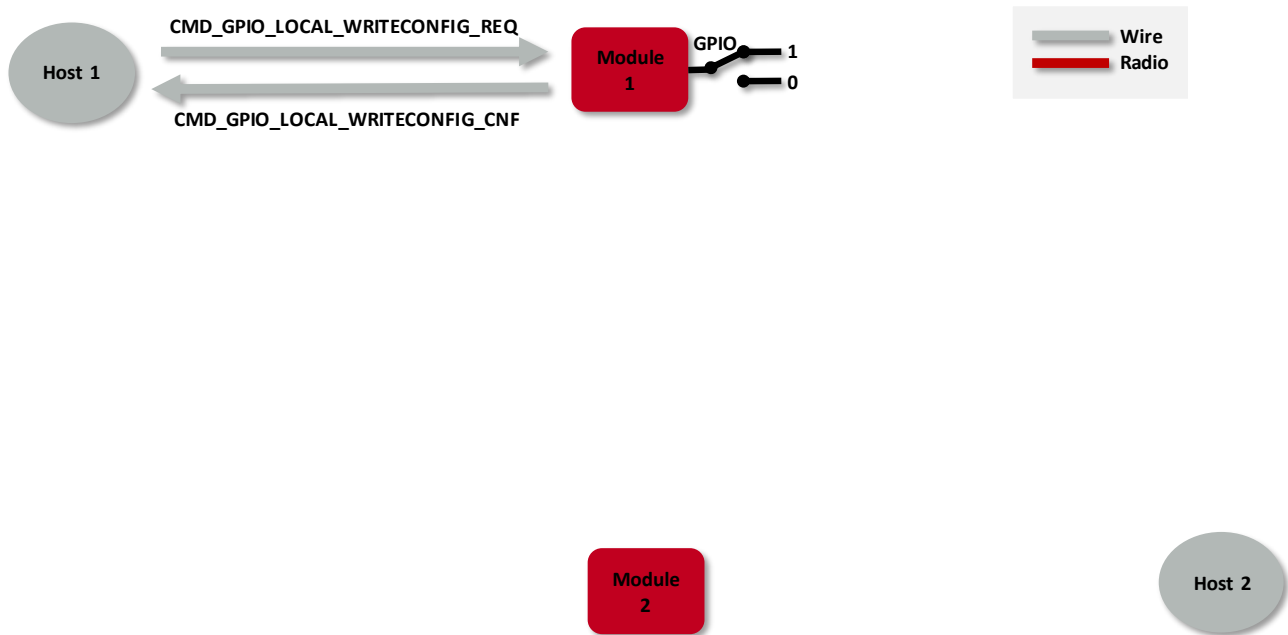 CMD_GPIO_LOCAL_WRITECONFIG_REQ
Host 1
Module
1
GPIO
1
0
CMD_GPIO_LOCAL_WRITECONFIG_CNF
Wire
Radio
Module
2
Host 2